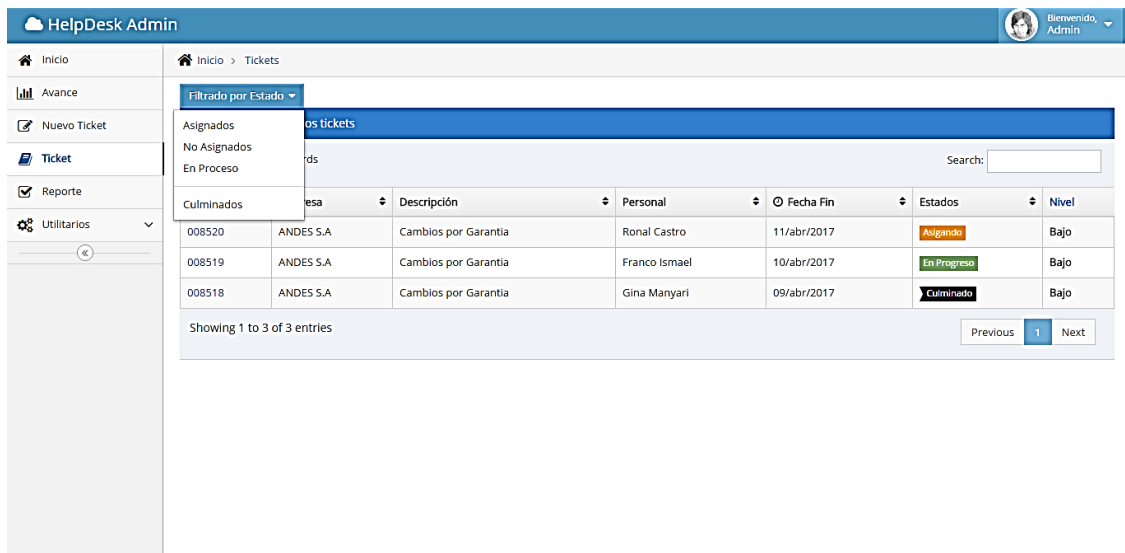 HelpDesk Admin
Bienvenido,
Admin
Inicio
Avance
Nuevo Ticket
Ticket
Reporte
Utilitarios
Inicio > Tickets
Filtrado por Estado
Asignados
No Asignados
En Proceso
Culminados
os tickets
rds
Search:
esa Descripción Personal Fecha Fin Estados Nivel
008520 ANDES S.A Cambios por Garantia Ronal Castro 11/abr/2017 Asigando Bajo
008519 ANDES S.A Cambios por Garantia Franco Ismael 10/abr/2017 En Progreso Bajo
008518 ANDES S.A Cambios por Garantia Gina Manyari 09/abr/2017 Culminado Bajo
Showing 1 to 3 of 3 entries
Previous 1 Next